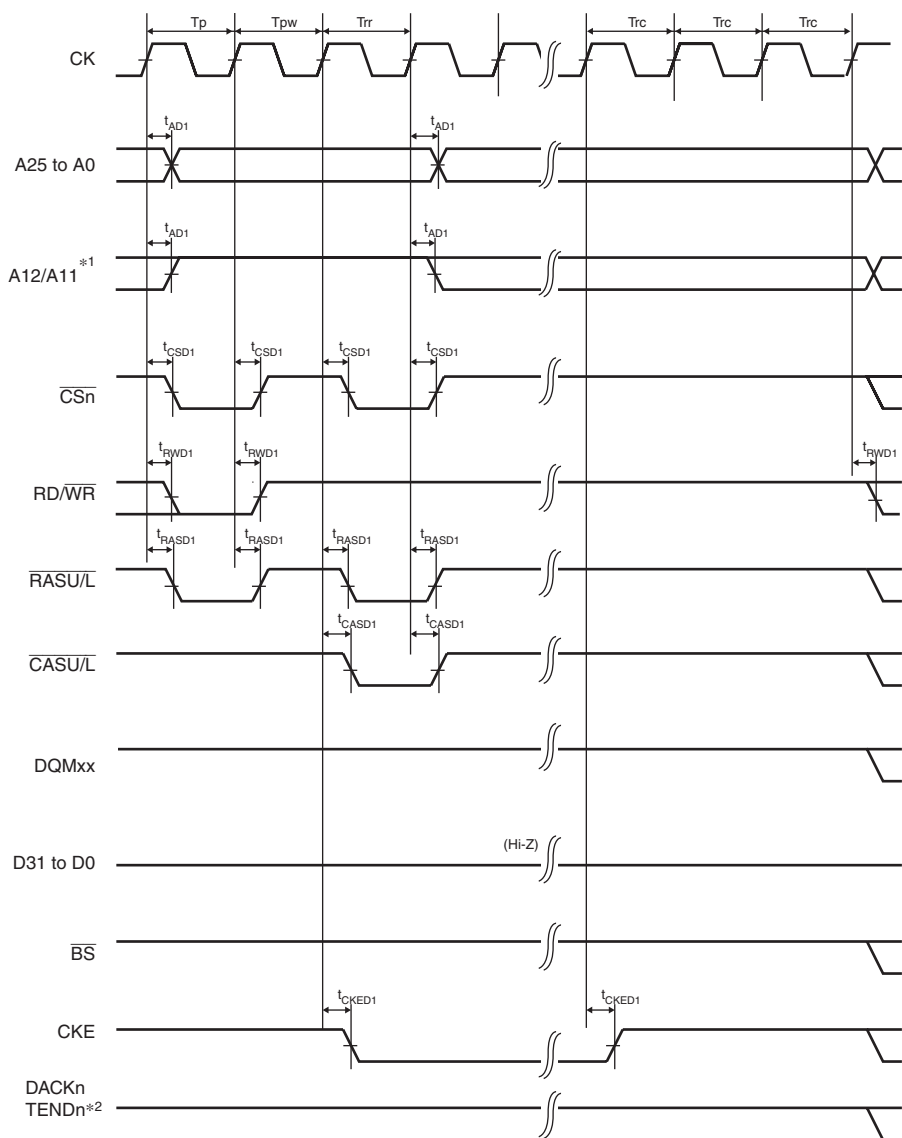 Tp Tpw Trr Trc Trc Trc
CK
tAD1 tAD1
A25 to A0
tAD1 tAD1
A12/A11*1
tCSD1 tCSD1 tCSD1 tCSD1
CSn
tRWD1 tRWD1 tRWD1
RD/WR
tRASD1 tRASD1 tRASD1 tRASD1
RASU/L
tCASD1 tCASD1
CASU/L
DQMxx
(Hi-Z)
D31 to D0
BS
tCKED1 tCKED1
CKE
DACKn
TENDn*2